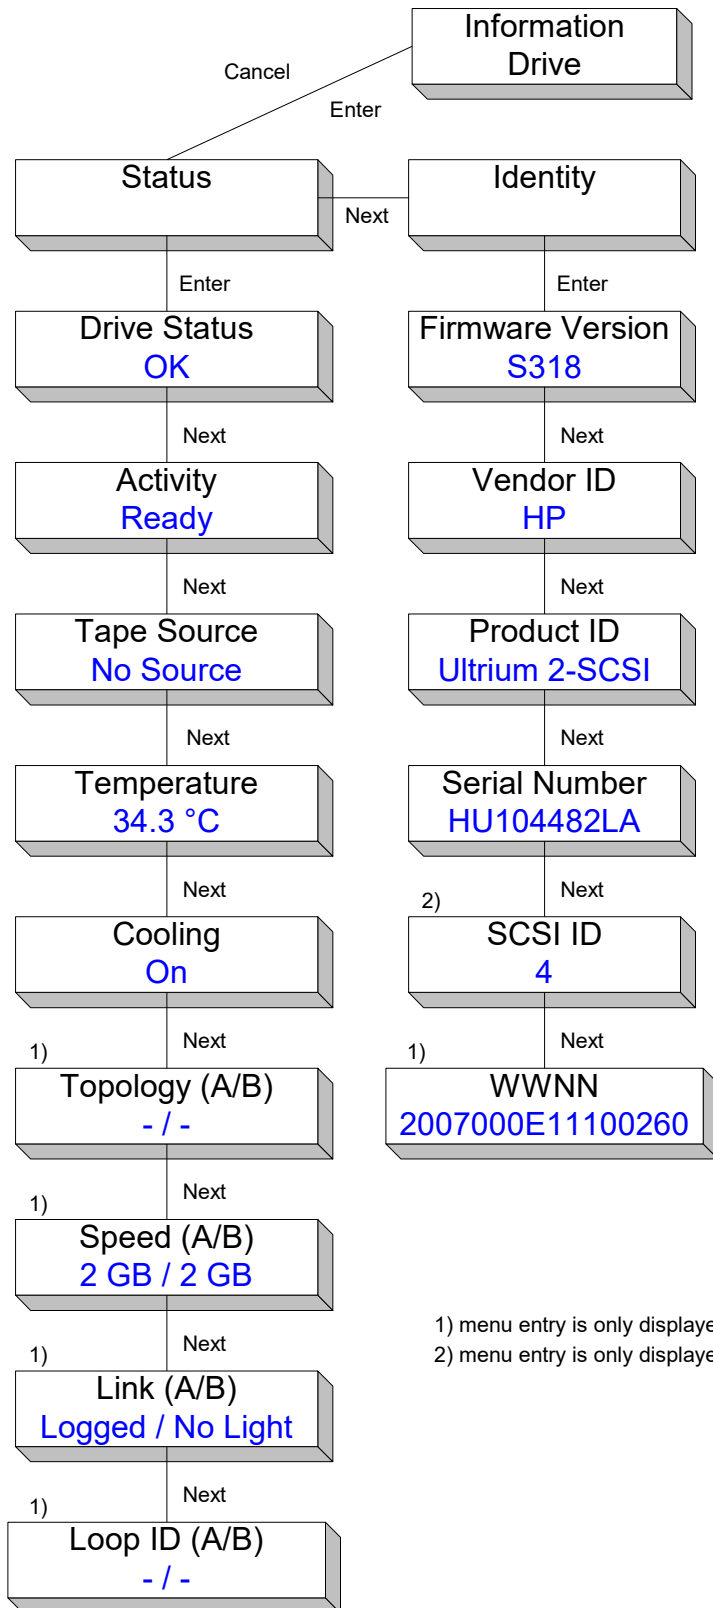 Information
Drive
Cancel
Enter
Status
Next
Identity
Enter
Enter
Drive Status
OK
Firmware Version
S318
Next
Next
Activity
Ready
Vendor ID
HP
Next
Next
Tape Source
No Source
Product ID
Ultrium 2-SCSI
Next
Next
Temperature
34.3 °C
Serial Number
HU104482LA
Next
Next
2)
Cooling
On
SCSI ID
4
Next
Next
1)
1)
Topology (A/B)
- / -
WWNN
2007000E11100260
Next
1)
Speed (A/B)
2 GB / 2 GB
1) menu entry is only displaye
2) menu entry is only displaye
Next
1)
Link (A/B)
Logged / No Light
Next
1)
Loop ID (A/B)
- / -